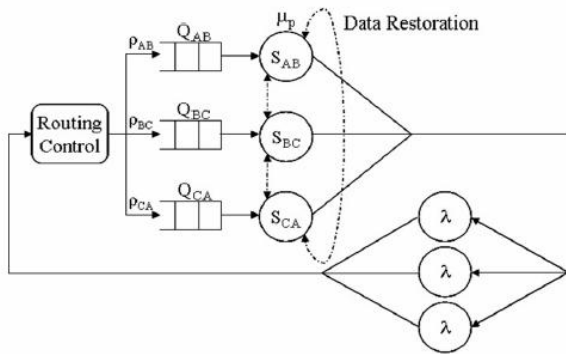 μp
Data Restoration
QAB
ρAB
SAB
Routing
Control
QBC
ρBC
SBC
QCA
ρCA
SCA
λ
λ
λ